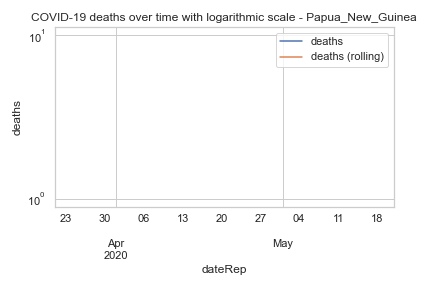 COVID-19 deaths over time with logarithmic scale - Papua_New_Guinea
10¹
deaths
deaths (rolling)
deaths
10⁰
23 30 06 13 20 27 04 11 18
Apr May
2020
dateRep